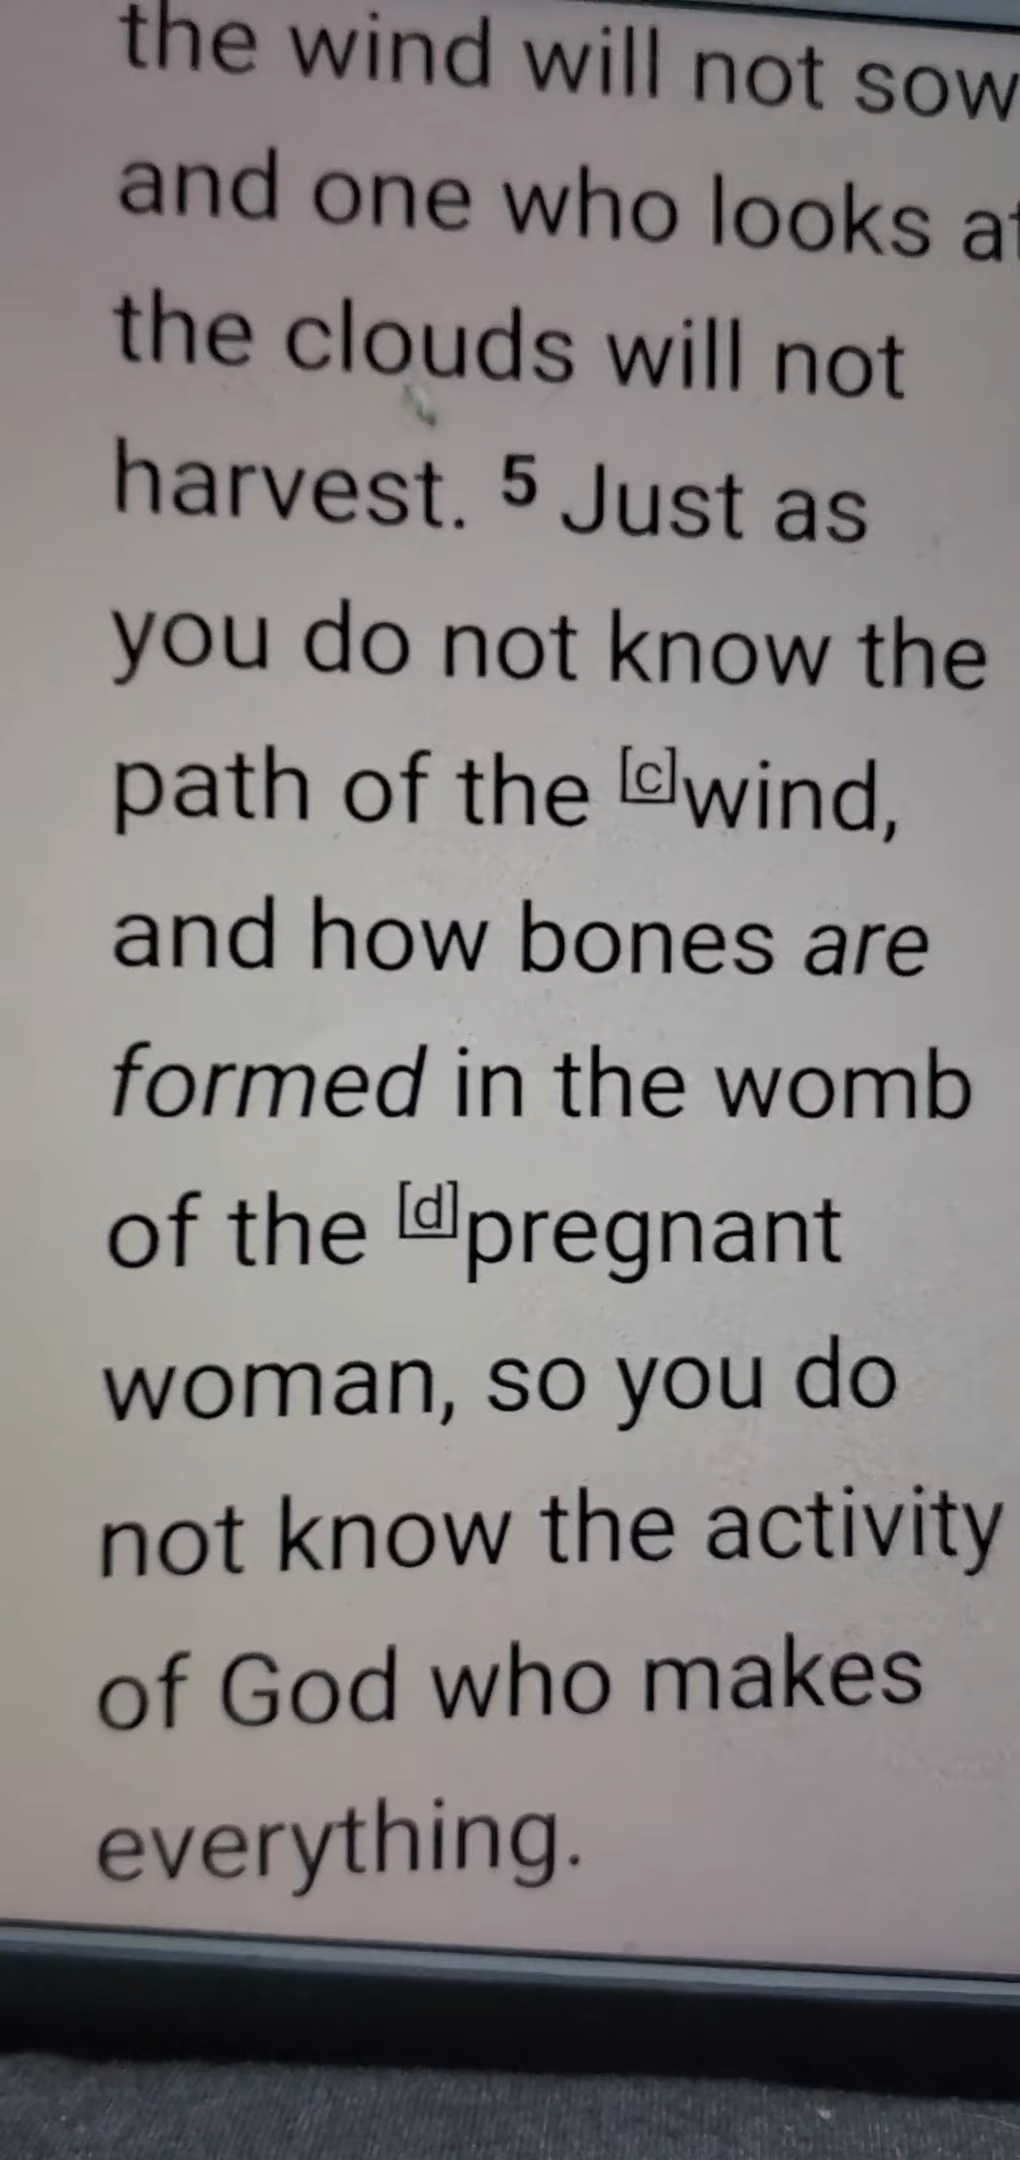 the wind will not sow
and one who looks at
the clouds will not
harvest. 5 Just as
you do not know the
path of the [c]wind,
and how bones are
formed in the womb
of the [d]pregnant
woman, so you do
not know the activity
of God who makes
everything.